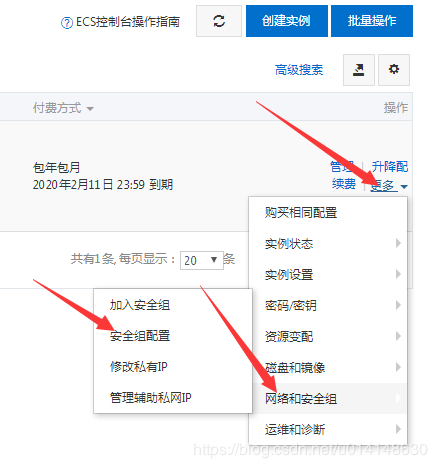 ECS控制台操作指南
创建实例
批量操作
高级搜索
付费方式
操作
包年包月
2020年2月11日 23:59 到期
管理 | 升降配
续费 | 更多
购买相同配置
共有1条, 每页显示： 20 条
实例状态
实例设置
密码/密钥
资源变配
磁盘和镜像
网络和安全组
运维和诊断
加入安全组
安全组配置
修改私有IP
管理辅助私网IP
https://blog.csdn.net/u014148630